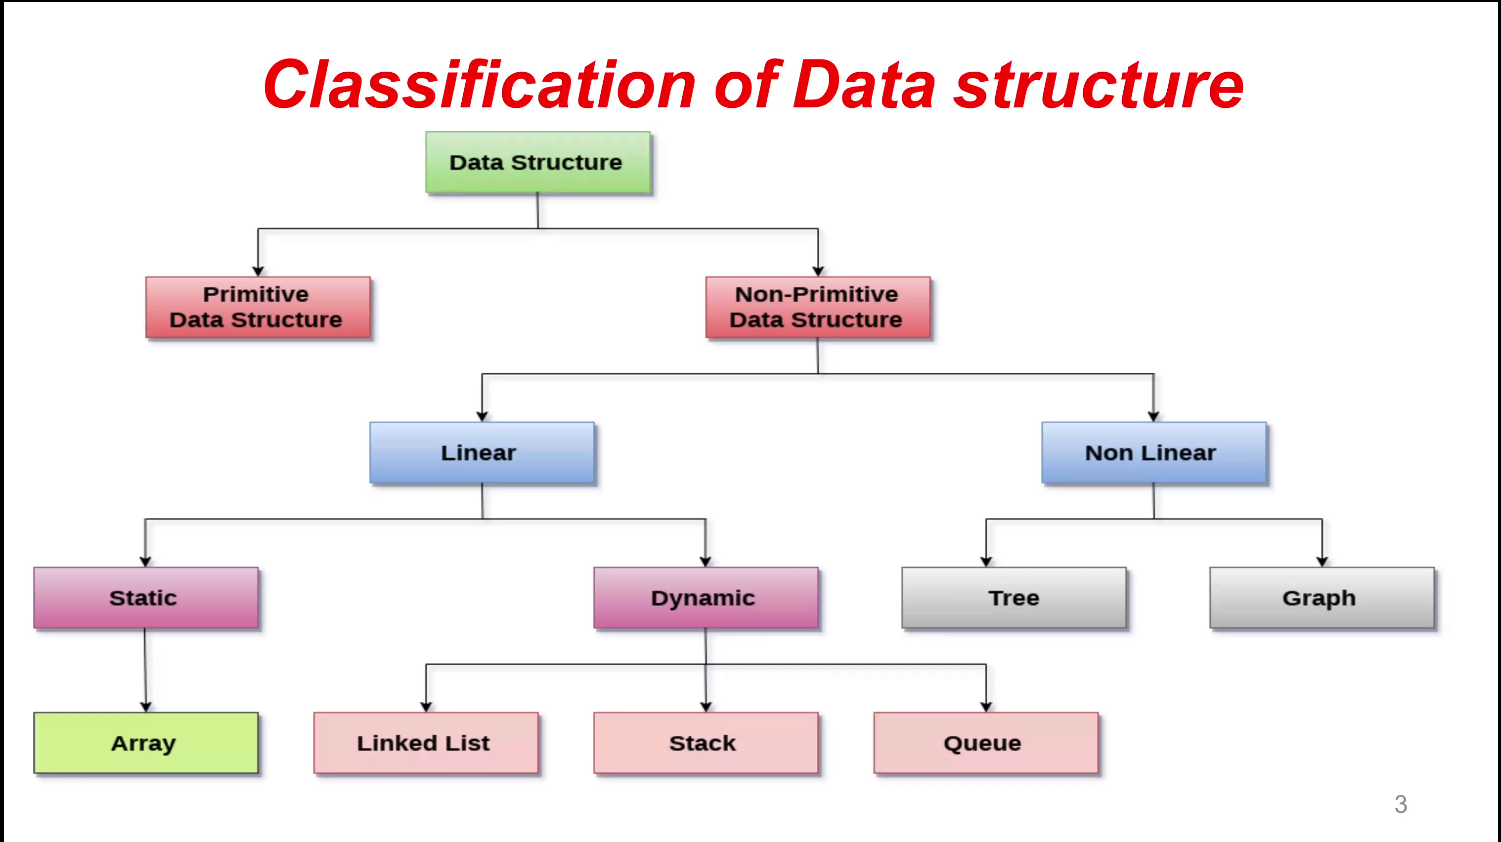 Classification of Data structure
Data Structure
Primitive
Data Structure
Non-Primitive
Data Structure
Linear
Non Linear
Static
Dynamic
Tree
Graph
Array
Linked List
Stack
Queue
3